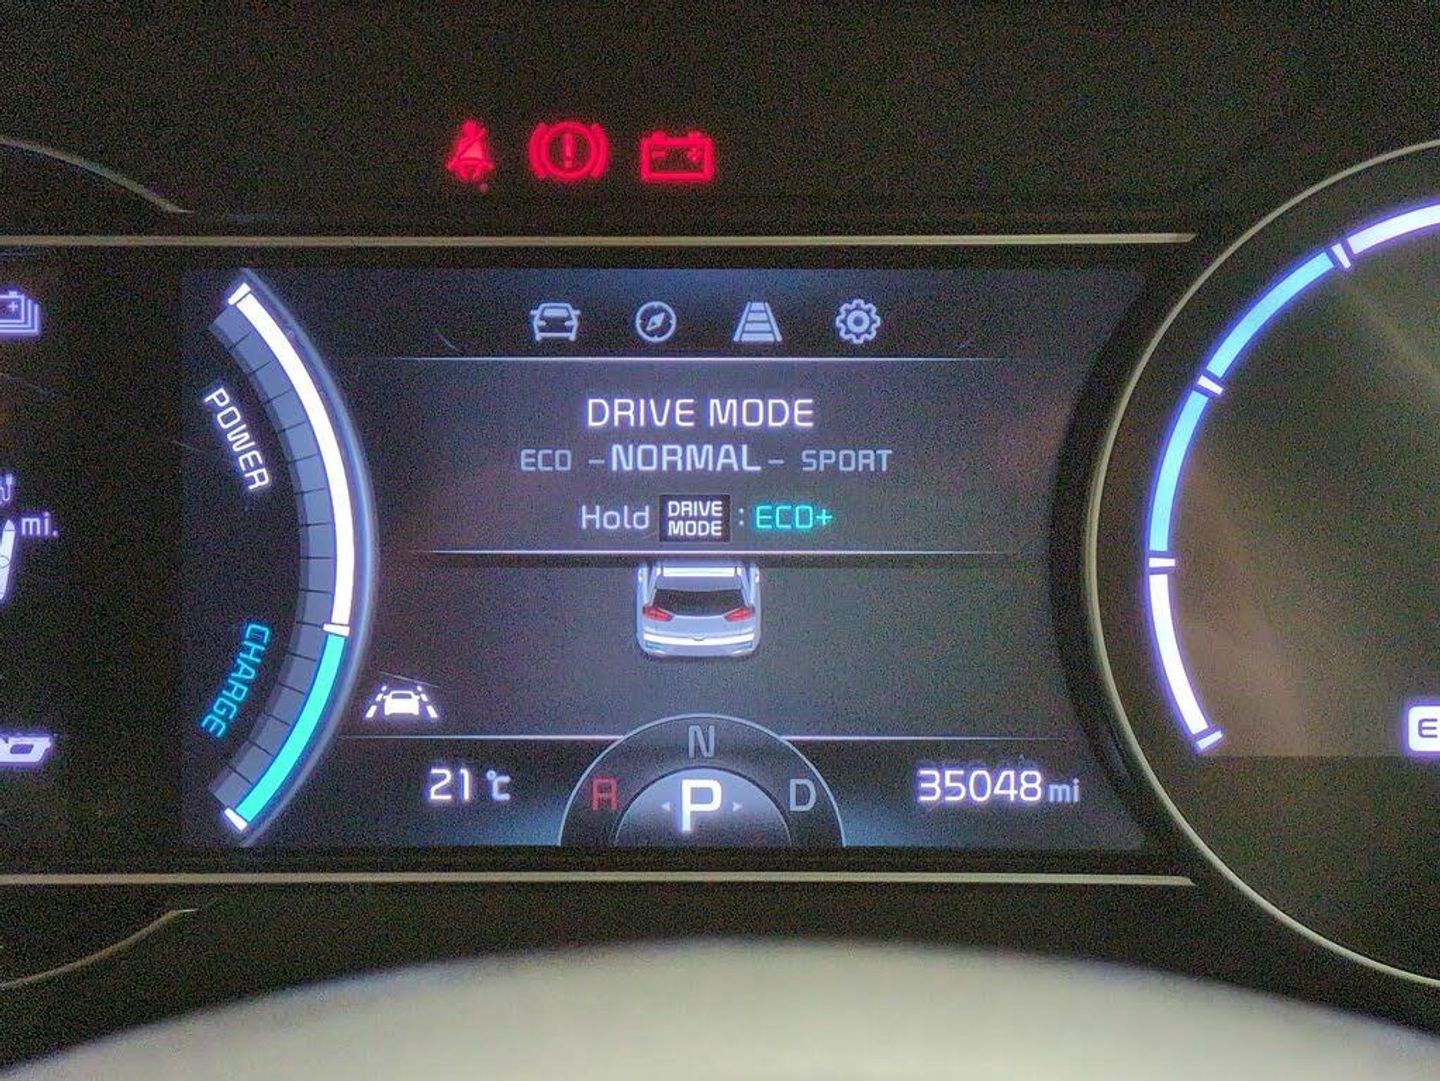 DRIVE MODE
ECO - NORMAL - SPORT
Hold DRIVE MODE : ECO+
POWER
mi.
CHARGE
N
21 °C
R
P
D
35048 mi
E